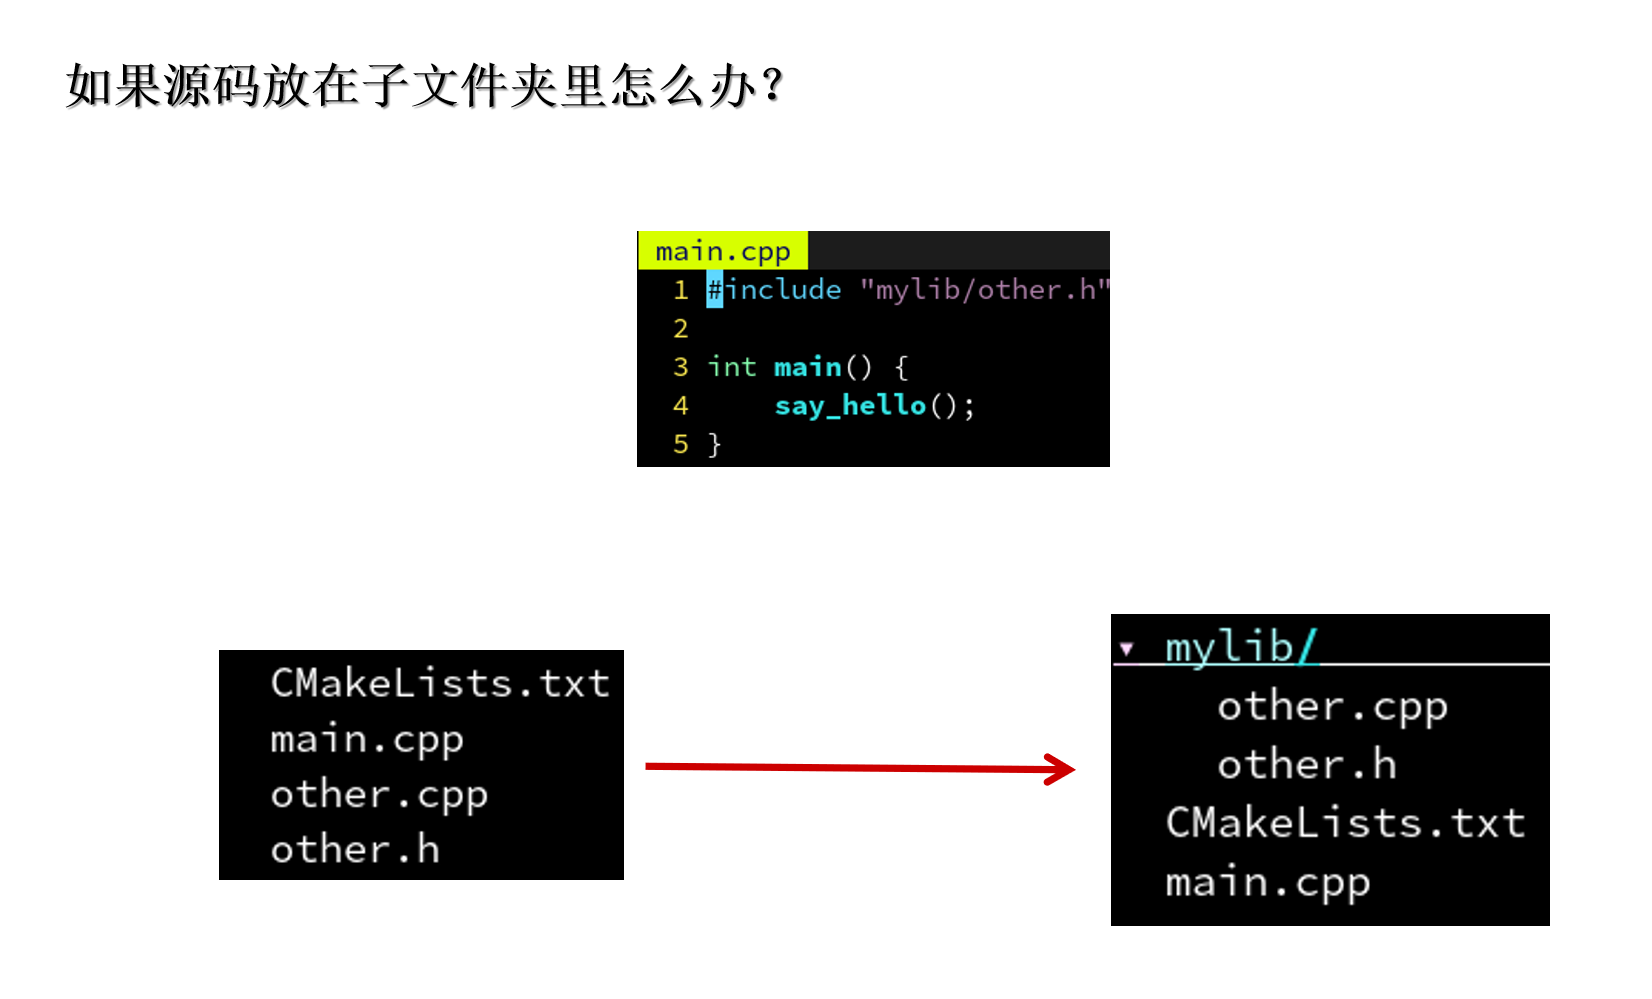 如果源码放在子文件夹里怎么办？
main.cpp
1 #include "mylib/other.h"
2
3 int main() {
4     say_hello();
5 }
CMakeLists.txt
main.cpp
other.cpp
other.h
▾ mylib/
other.cpp
other.h
CMakeLists.txt
main.cpp